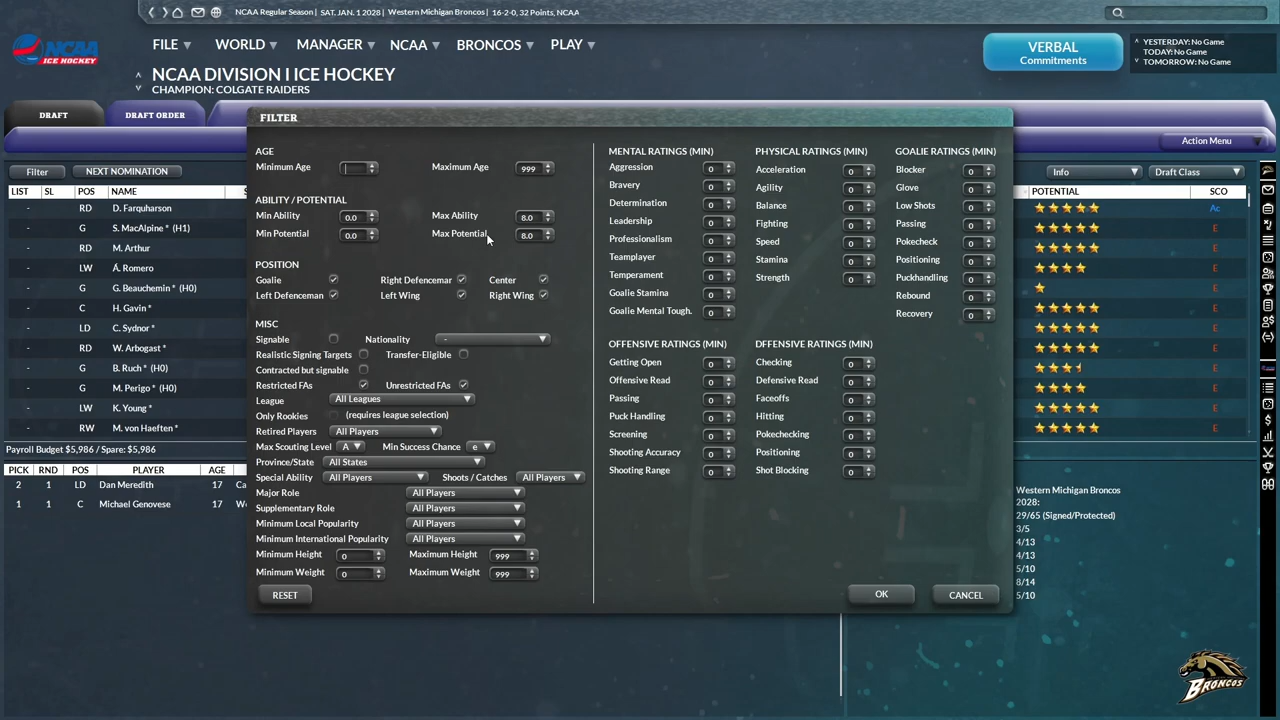 NCAA Regular Season | SAT. JAN. 1 2028 | Western Michigan Broncos | 16-2-0, 32 Points, NCAA
FILE WORLD MANAGER NCAA BRONCOS PLAY
VERBAL
Commitments
YESTERDAY: No Game
TODAY: No Game
TOMORROW: No Game
NCAA
ICE HOCKEY
NCAA DIVISION I ICE HOCKEY
CHAMPION: COLGATE RAIDERS
DRAFT DRAFT ORDER
Action Menu
Filter NEXT NOMINATION
Info Draft Class
LIST SL POS NAME
POTENTIAL SCO
- RD D. Farquharson Ac
- G S. MacAlpine * (H1) E
- RD M. Arthur E
- LW Á. Romero E
- G G. Beauchemin * (H0) E
- C H. Gavin * E
- LD C. Sydnor * E
- RD W. Arbogast * E
- G B. Ruch * (H0) E
- G M. Perigo * (H0) E
- LW K. Young * E
- RW M. von Haeften * E
Payroll Budget $5,986 / Spare: $5,986
PICK RND POS PLAYER AGE
2 1 LD Dan Meredith 17 Ca
1 1 C Michael Genovese 17 We
FILTER
AGE
Minimum Age
Maximum Age 999
ABILITY / POTENTIAL
Min Ability 0.0 Max Ability 8.0
Min Potential 0.0 Max Potential 8.0
POSITION
Goalie Right Defenceman Center
Left Defenceman Left Wing Right Wing
MISC
Signable Nationality -
Realistic Signing Targets Transfer-Eligible
Contracted but signable
Restricted FAs Unrestricted FAs
League All Leagues
Only Rookies (requires league selection)
Retired Players All Players
Max Scouting Level A Min Success Chance e
Province/State All States
Special Ability All Players Shoots / Catches All Players
Major Role All Players
Supplementary Role All Players
Minimum Local Popularity All Players
Minimum International Popularity All Players
Minimum Height 0 Maximum Height 999
Minimum Weight 0 Maximum Weight 999
RESET
MENTAL RATINGS (MIN)
Aggression 0
Bravery 0
Determination 0
Leadership 0
Professionalism 0
Teamplayer 0
Temperament 0
Goalie Stamina 0
Goalie Mental Tough. 0
PHYSICAL RATINGS (MIN)
Acceleration 0
Agility 0
Balance 0
Fighting 0
Speed 0
Stamina 0
Strength 0
GOALIE RATINGS (MIN)
Blocker 0
Glove 0
Low Shots 0
Passing 0
Pokecheck 0
Positioning 0
Puckhandling 0
Rebound 0
Recovery 0
OFFENSIVE RATINGS (MIN)
Getting Open 0
Offensive Read 0
Passing 0
Puck Handling 0
Screening 0
Shooting Accuracy 0
Shooting Range 0
DFFENSIVE RATINGS (MIN)
Checking 0
Defensive Read 0
Faceoffs 0
Hitting 0
Pokechecking 0
Positioning 0
Shot Blocking 0
OK CANCEL
Western Michigan Broncos
2028:
29/65 (Signed/Protected)
3/5
4/13
4/13
5/10
8/14
5/10
BRONCOS